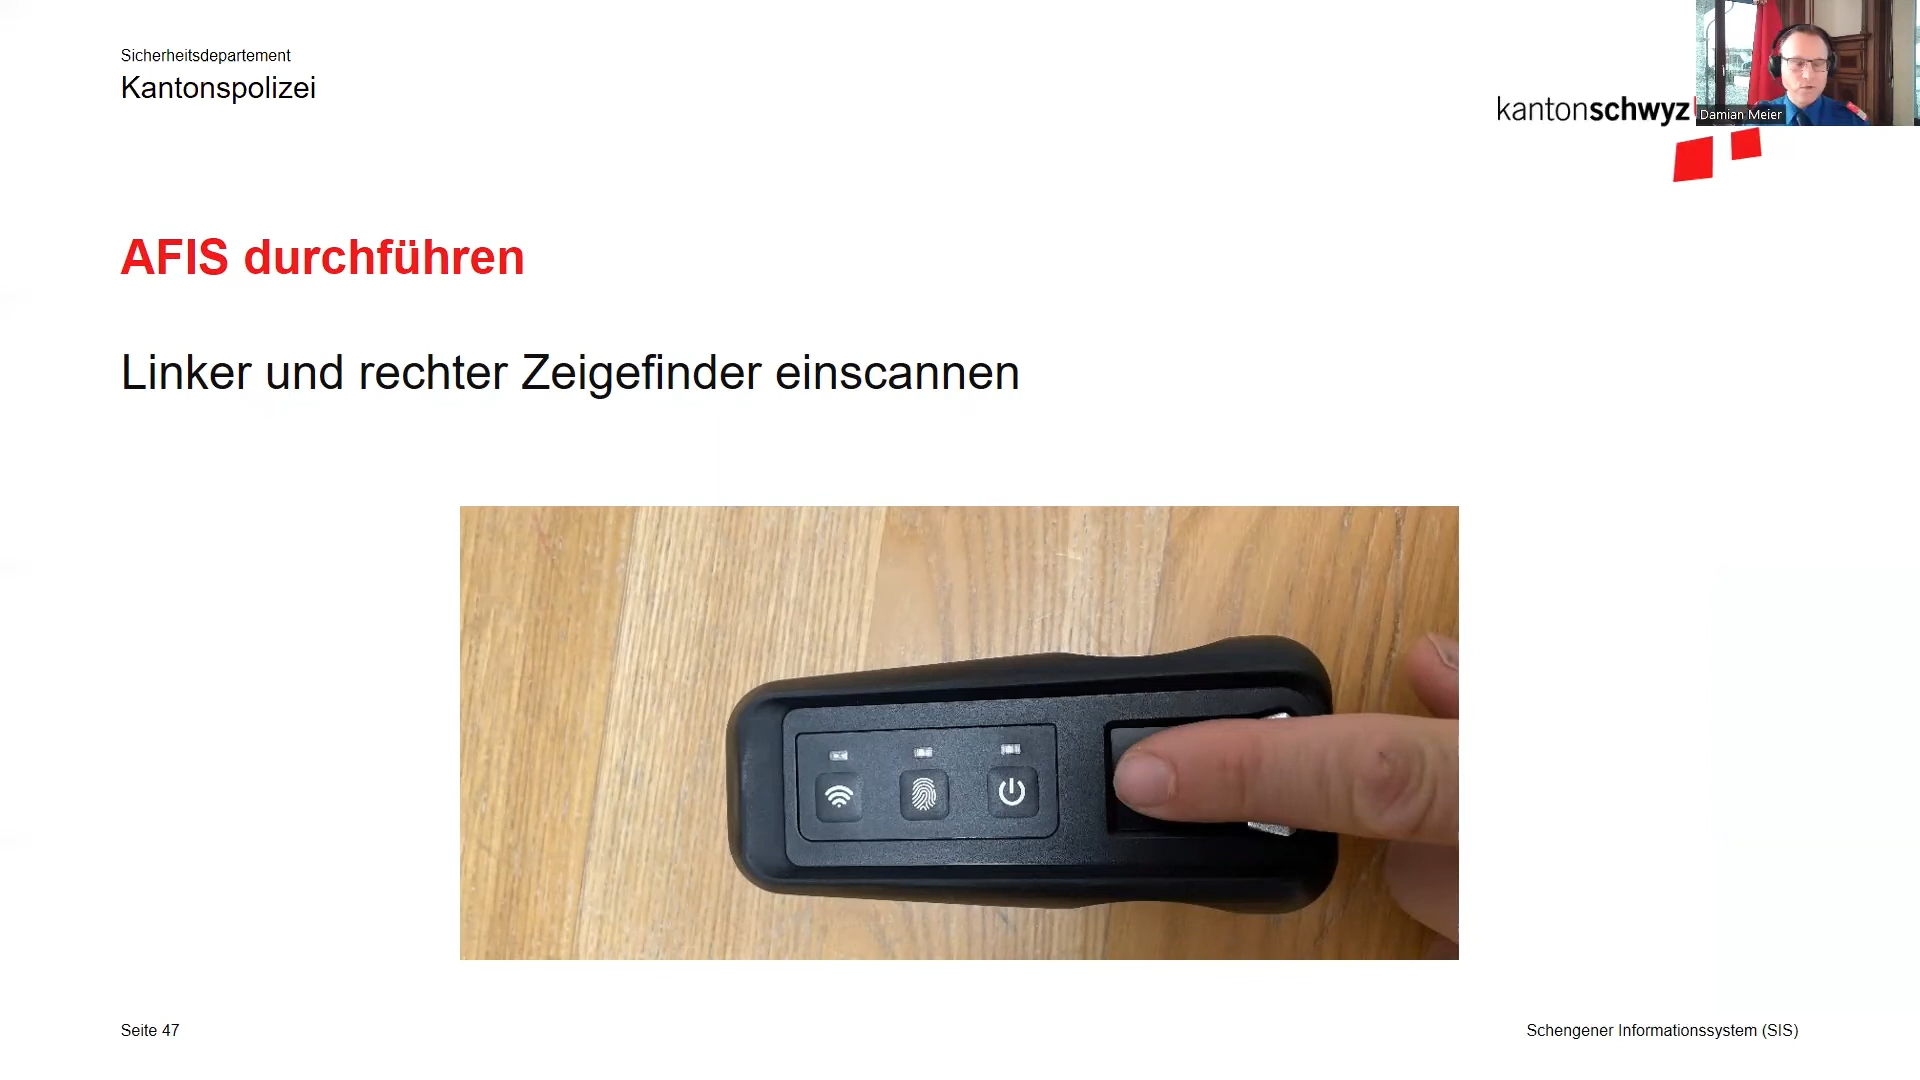 Sicherheitsdepartement
Kantonspolizei
kantonschwyz
Damian Meier
AFIS durchführen
Linker und rechter Zeigefinder einscannen
Seite 47
Schengener Informationssystem (SIS)